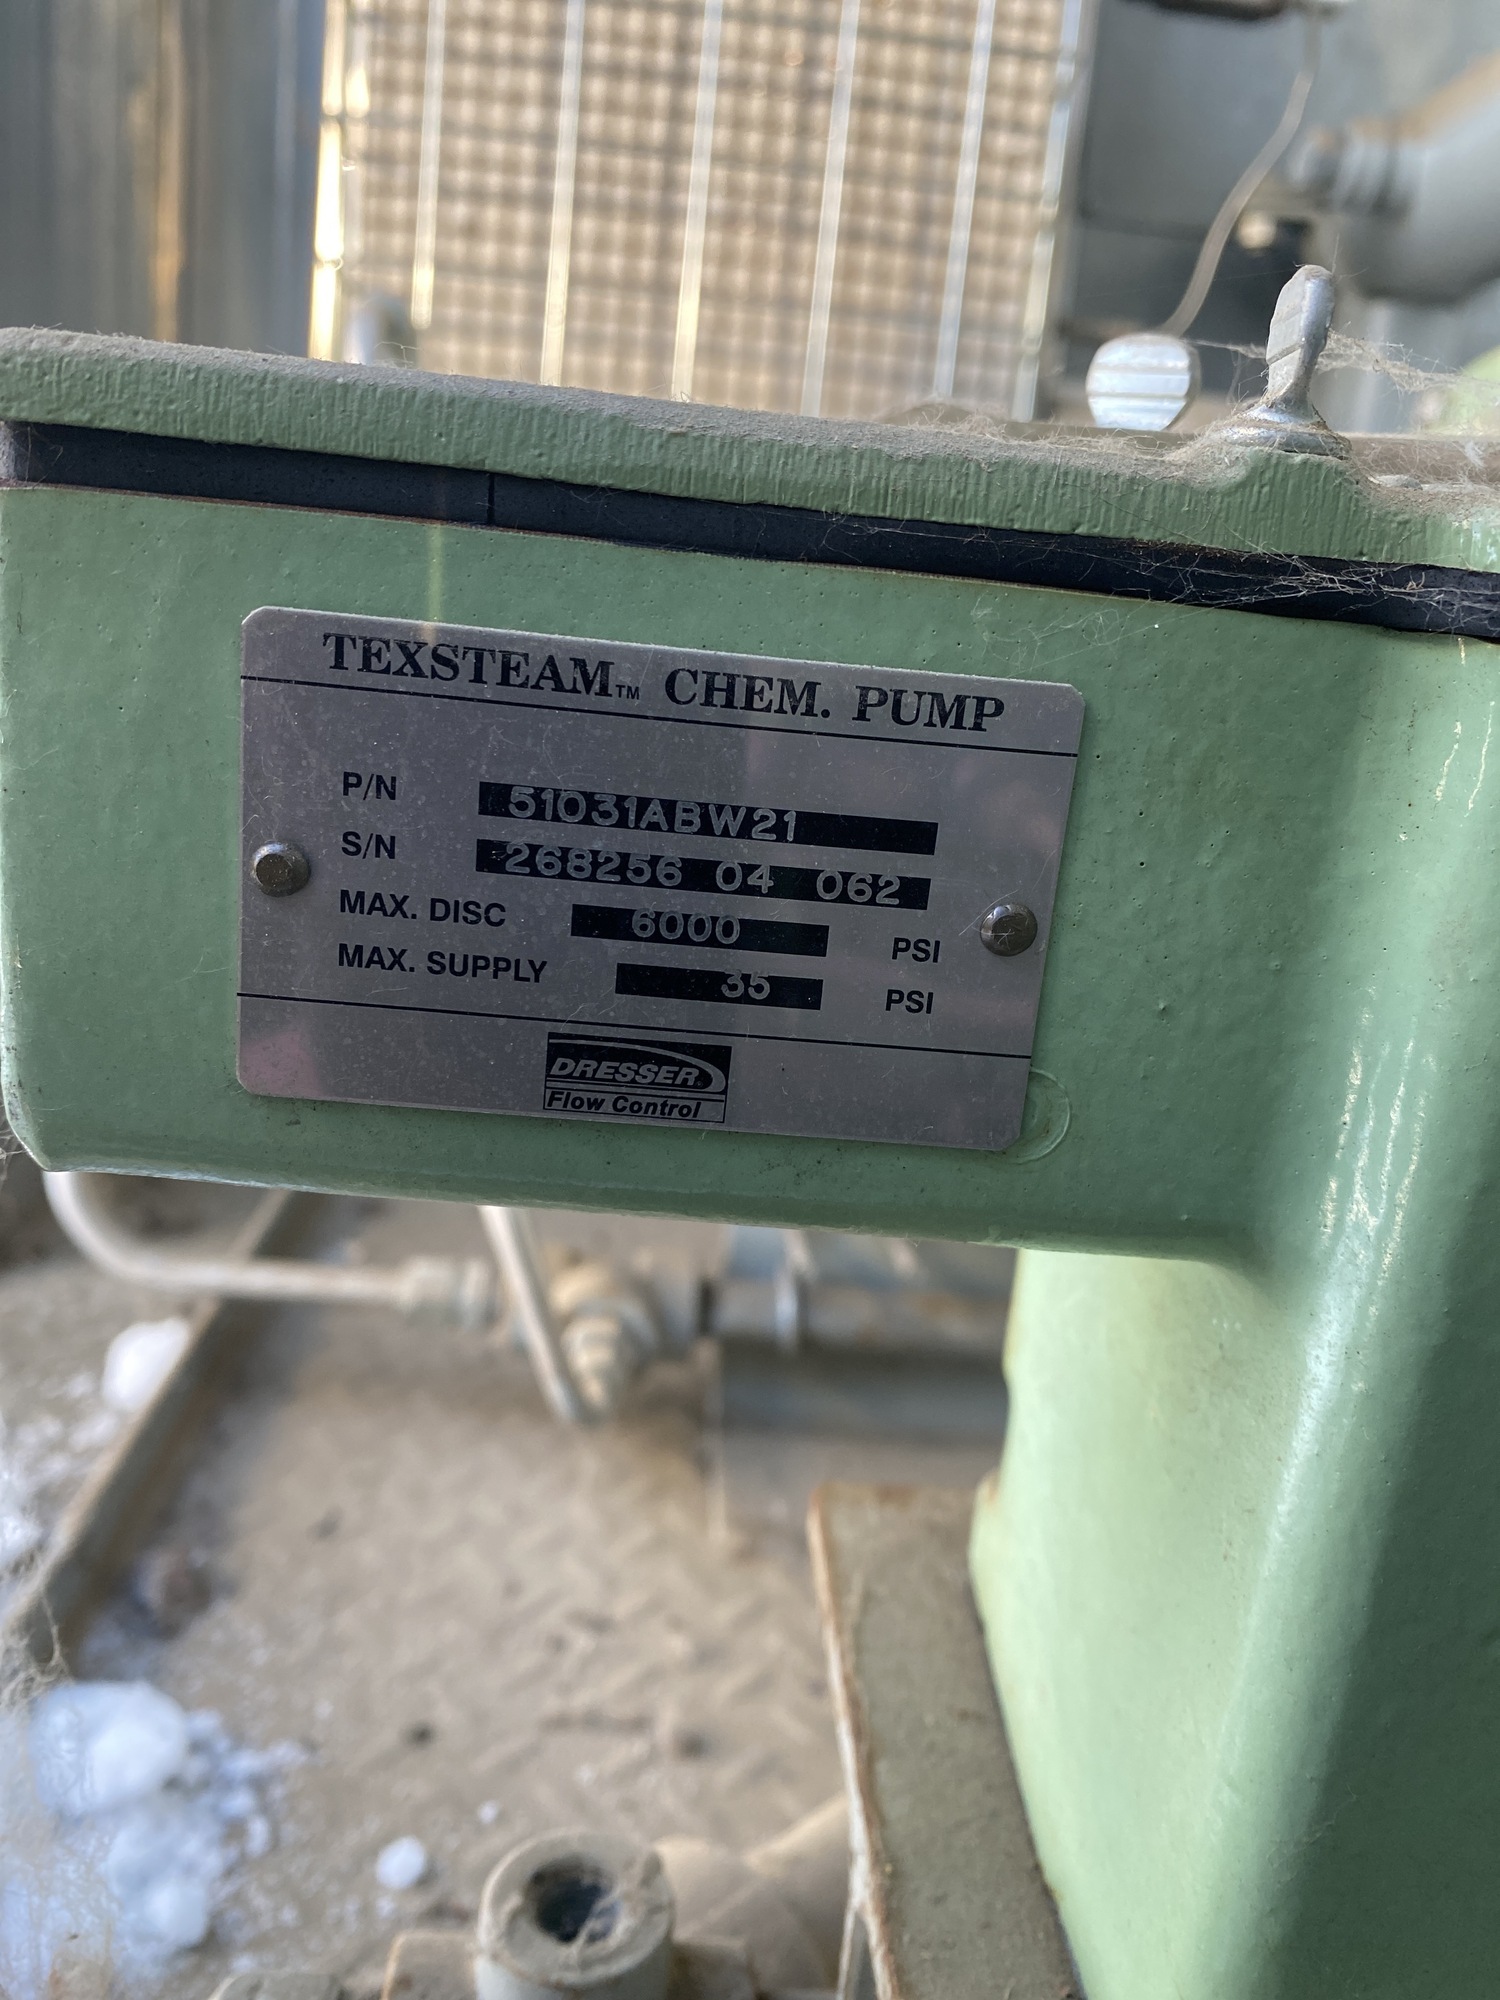 TEXSTEAM™ CHEM. PUMP
P/N 51031ABW21
S/N 268256 04 062
MAX. DISC 6000 PSI
MAX. SUPPLY 35 PSI
DRESSER®
Flow Control